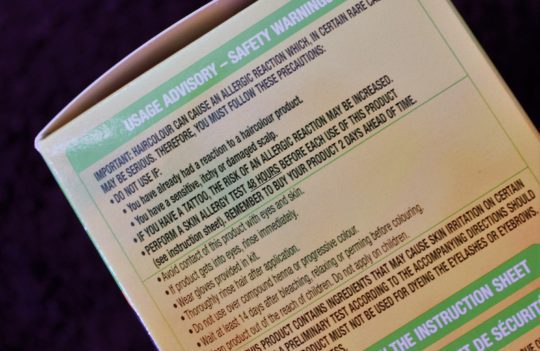 USAGE ADVISORY – SAFETY WARNINGS
IMPORTANT: HAIRCOLOUR CAN CAUSE AN ALLERGIC REACTION WHICH, IN CERTAIN RARE
MAY BE SERIOUS. THEREFORE, YOU MUST FOLLOW THESE PRECAUTIONS:
• DO NOT USE IF:
• You have already had a reaction to a haircolour product.
• You have a sensitive, itchy or damaged scalp.
• IF YOU HAVE A TATTOO, THE RISK OF AN ALLERGIC REACTION MAY BE INCREASED.
• PERFORM A SKIN ALLERGY TEST 48 HOURS BEFORE EACH USE OF THIS PRODUCT
(see instruction sheet). REMEMBER TO BUY YOUR PRODUCT 2 DAYS AHEAD OF TIME.
• Avoid contact of this product with eyes and skin.
• If product gets into eyes rinse immediately.
• Wear gloves provided in kit.
• Thoroughly rinse hair after application.
• Do not use over compound henna or progressive colour.
• Wait at least 14 days after bleaching, relaxing or perming before colouring.
product out of the reach of children. Do not apply on children.
PRODUCT CONTAINS INGREDIENTS THAT MAY CAUSE SKIN IRRITATION ON CERTAIN
A PRELIMINARY TEST ACCORDING TO THE ACCOMPANYING DIRECTIONS SHOULD
PRODUCT MUST NOT BE USED FOR DYEING THE EYELASHES OR EYEBROWS.
THE INSTRUCTION SHEET
ET DE SÉCURITÉ